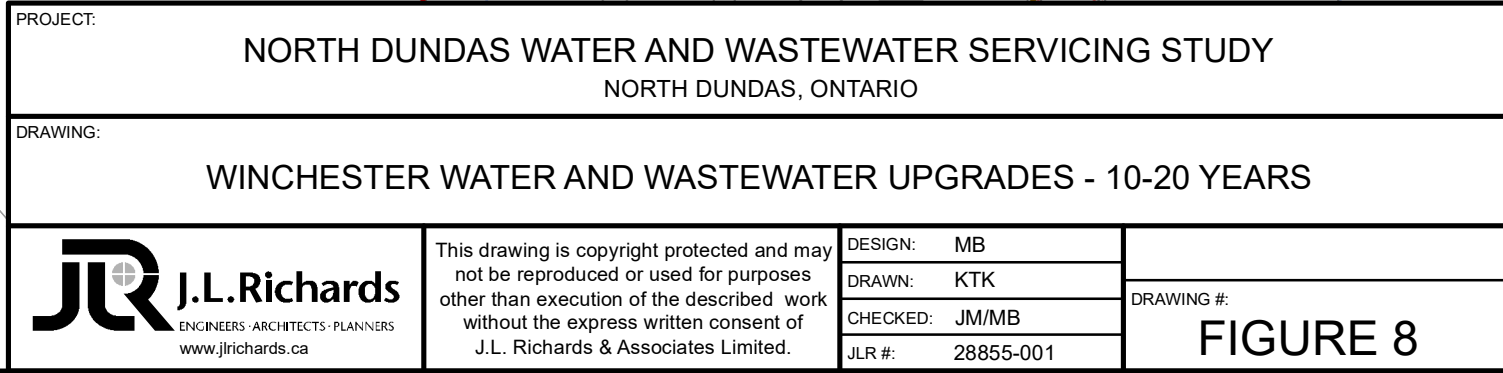 PROJECT:
NORTH DUNDAS WATER AND WASTEWATER SERVICING STUDY
NORTH DUNDAS, ONTARIO
DRAWING:
WINCHESTER WATER AND WASTEWATER UPGRADES - 10-20 YEARS
JLR J.L.Richards
ENGINEERS · ARCHITECTS · PLANNERS
www.jlrichards.ca
This drawing is copyright protected and may
not be reproduced or used for purposes
other than execution of the described work
without the express written consent of
J.L. Richards & Associates Limited.
DESIGN: MB
DRAWN: KTK
CHECKED: JM/MB
JLR #: 28855-001
DRAWING #:
FIGURE 8